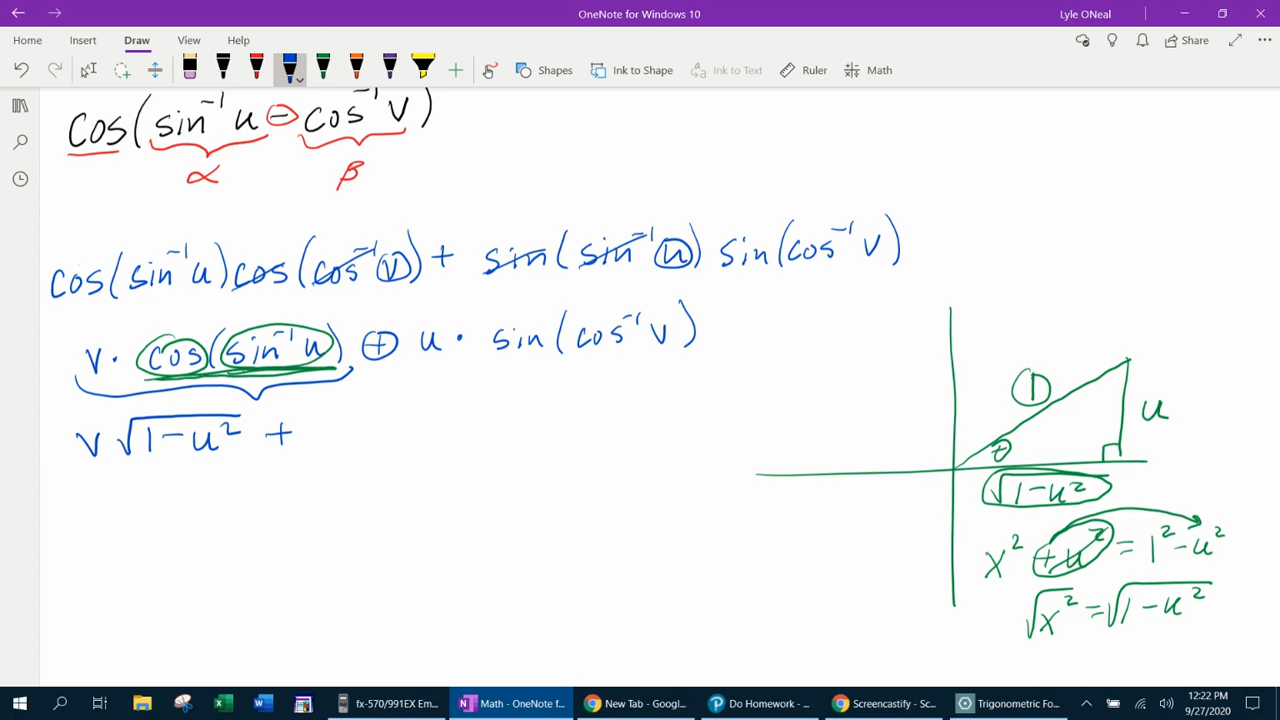 OneNote for Windows 10
Lyle ONeal
Home Insert Draw View Help
Share
Shapes Ink to Shape Ink to Text Ruler Math
cos(sin⁻¹u − cos⁻¹v)
α β
cos(sin⁻¹u)cos(cos⁻¹v) + sin(sin⁻¹u) sin(cos⁻¹v)
v · cos(sin⁻¹u) + u · sin(cos⁻¹v)
v√1−u² +
1
u
θ
√1−u²
x² + u² = 1² − u²
√x² = √1−u²
fx-570/991EX Em... Math - OneNote f... New Tab - Googl... Do Homework - ... Screencastify - Sc... Trigonometric Fo...
12:22 PM
9/27/2020